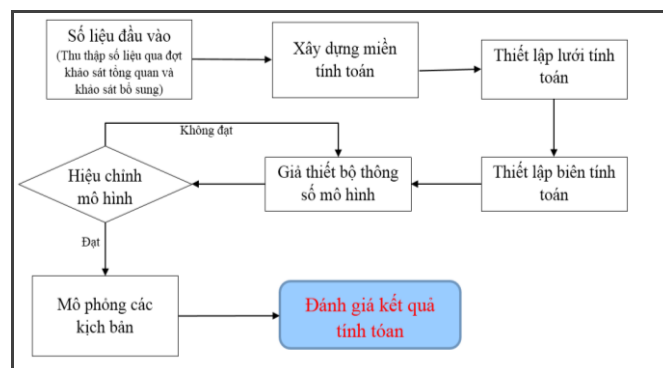 Số liệu đầu vào
(Thu thập số liệu qua đợt
khảo sát tổng quan và
khảo sát bổ sung)
Xây dựng miền
tính toán
Thiết lập lưới tính
toán
Không đạt
Hiệu chỉnh
mô hình
Giả thiết bộ thông
số mô hình
Thiết lập biên tính
toán
Đạt
Mô phỏng các
kịch bản
Đánh giá kết quả
tính tóan